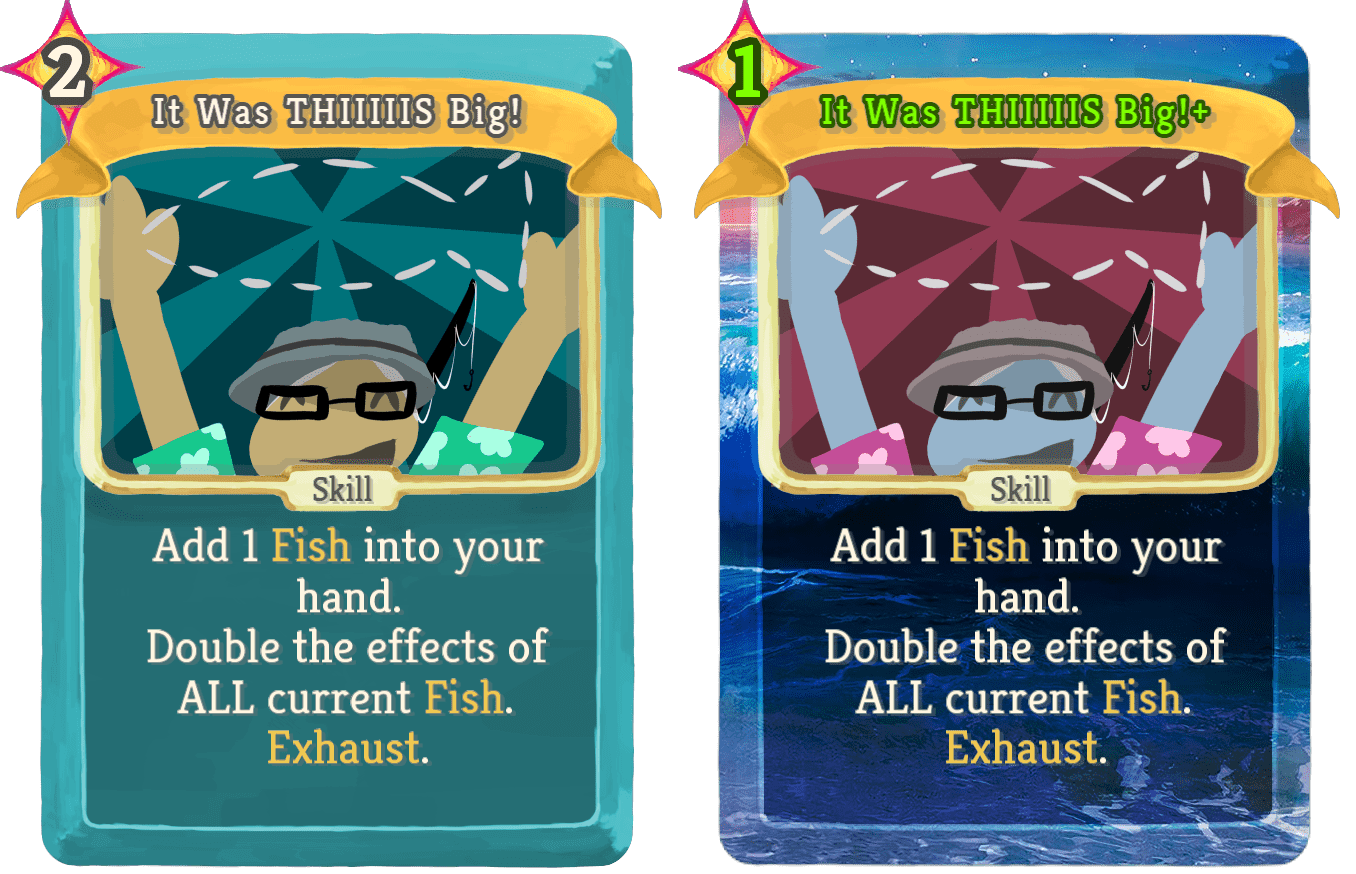 2
It Was THIIIIIS Big!
Skill
Add 1 Fish into your
hand.
Double the effects of
ALL current Fish.
Exhaust.
1
It Was THIIIIIS Big!+
Skill
Add 1 Fish into your
hand.
Double the effects of
ALL current Fish.
Exhaust.